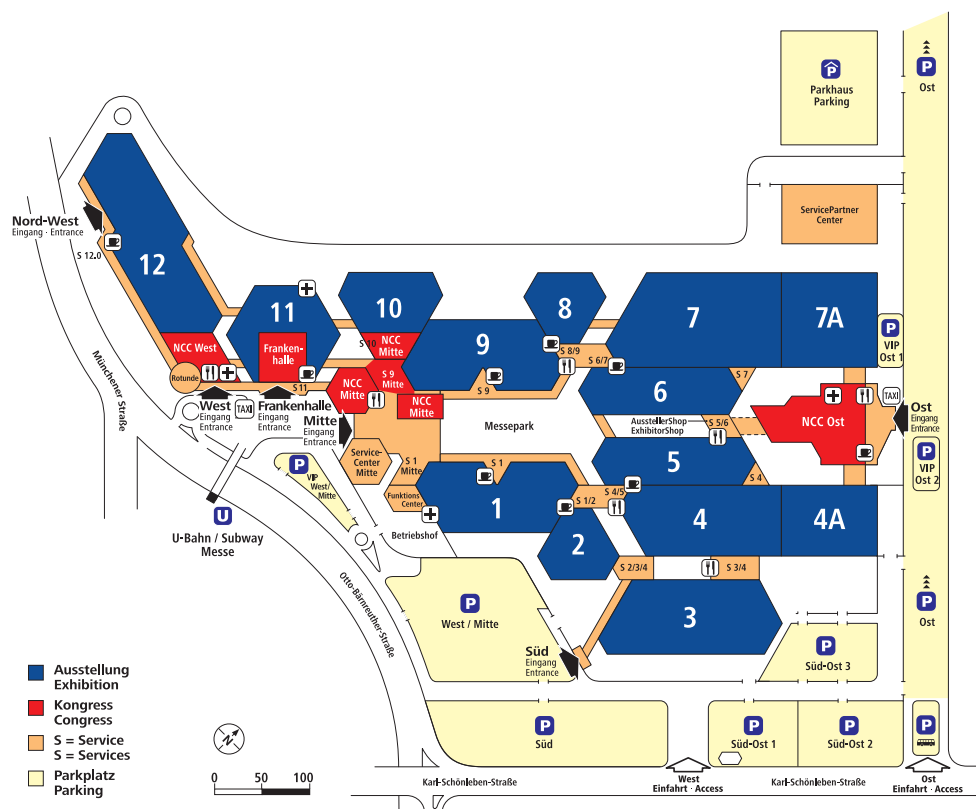 P
Ost
P
Parkhaus
Parking
ServicePartner
Center
Nord-West
Eingang · Entrance
S 12.0
12
11
10
9
8
7
7A
P
VIP
Ost 1
NCC West
Franken-
halle
S 10
NCC
Mitte
S 8/9
S 6/7
Rotunde
S 11
NCC
Mitte
S 9
Mitte
S 9
NCC
Mitte
6
S 7
TAXI
West
Eingang
Entrance
TAXI
Frankenhalle
Eingang
Entrance
Mitte
Eingang
Entrance
Messepark
AusstellerShop
ExhibitorShop
S 5/6
NCC Ost
Ost
Eingang
Entrance
P
VIP
Ost 2
Münchener Straße
P
VIP
West/
Mitte
Service-
Center
Mitte
S 1
Mitte
S 1
5
S 4
Funktions
Center
1
S 1/2
S 4/5
4
4A
U
U-Bahn / Subway
Messe
Betriebshof
2
S 2/3/4
S 3/4
Otto-Bärnreuther-Straße
P
West / Mitte
3
P
Ost
Süd
Eingang
Entrance
P
Süd-Ost 3
Ausstellung
Exhibition
Kongress
Congress
S = Service
S = Services
Parkplatz
Parking
N
0 50 100
P
Süd
P
Süd-Ost 1
P
Süd-Ost 2
P
Karl-Schönleben-Straße
West
Einfahrt · Access
Karl-Schönleben-Straße
Ost
Einfahrt · Access